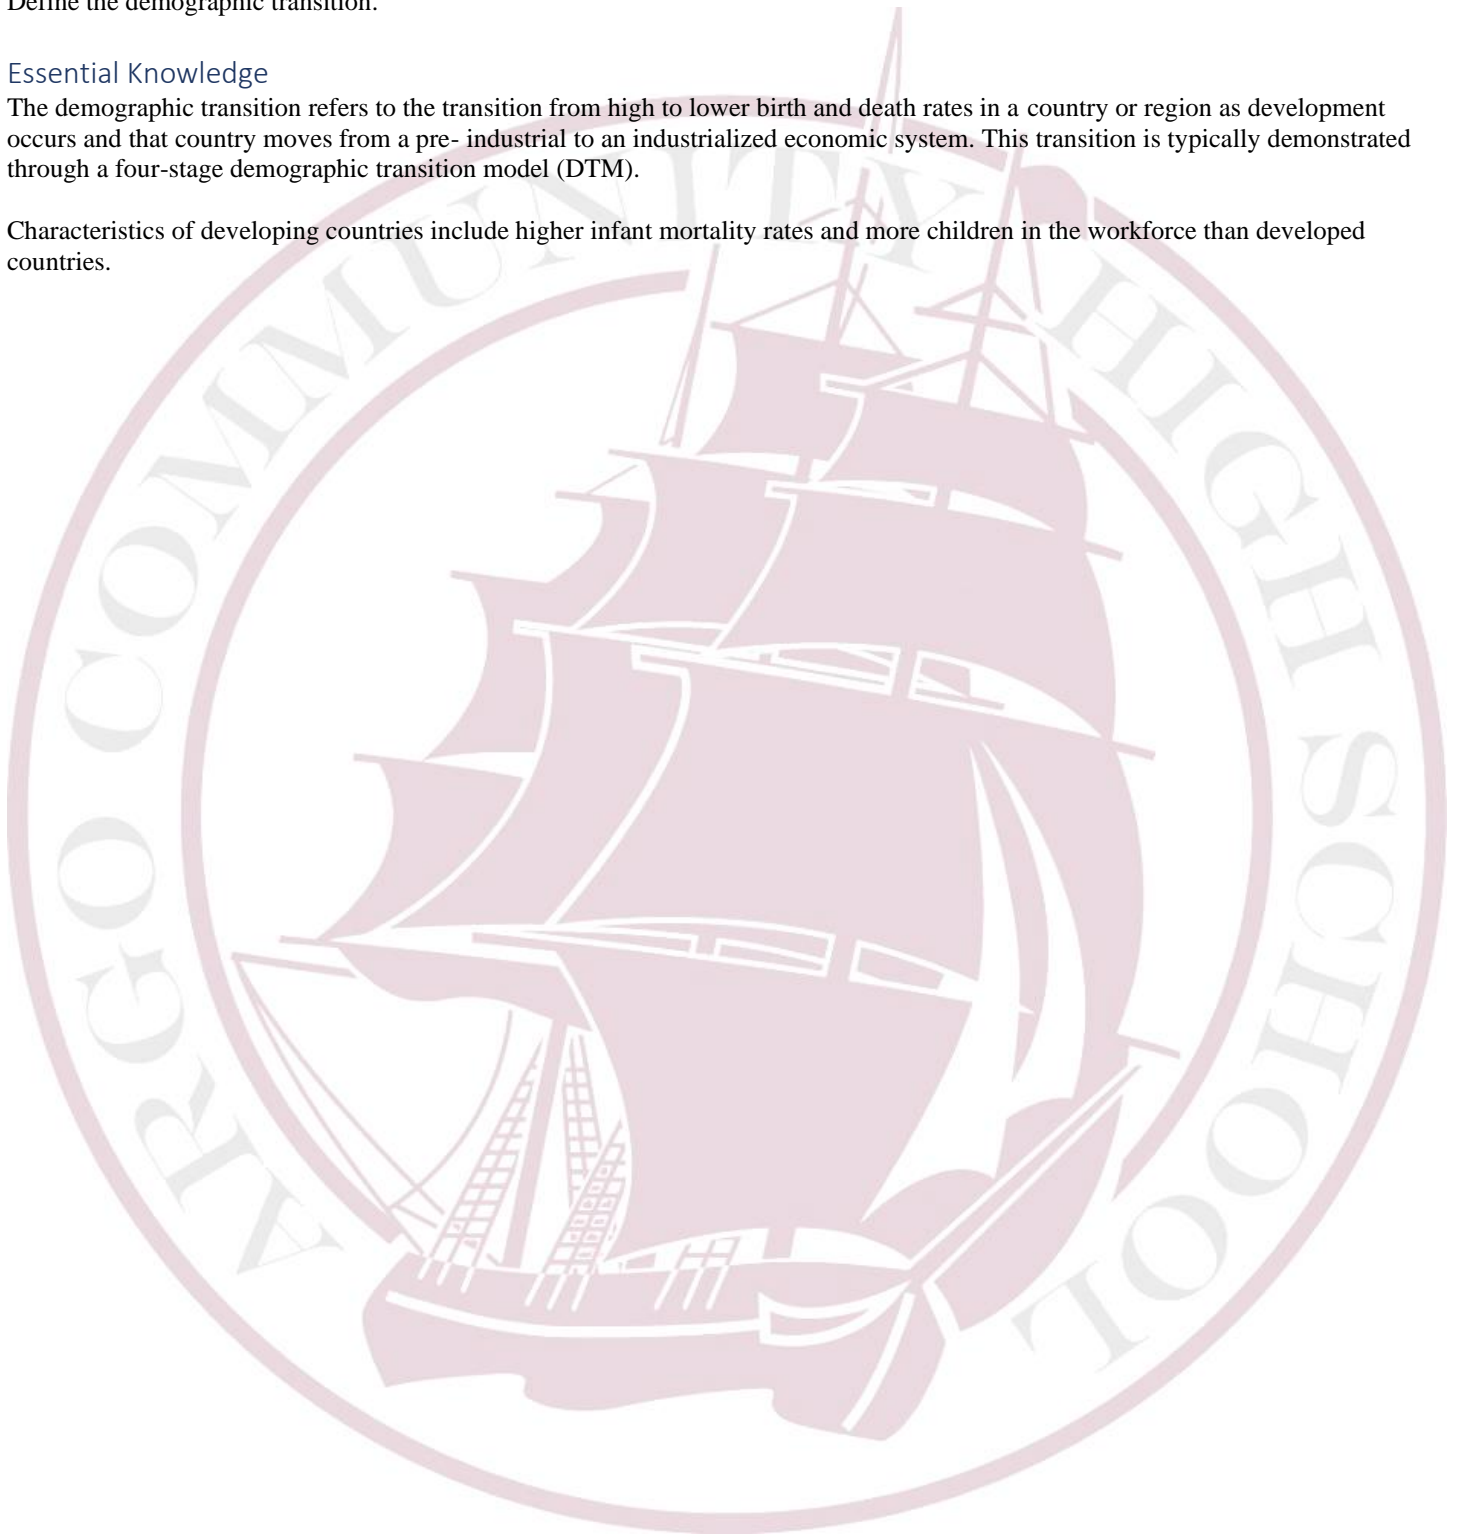 Define the demographic transition.
Essential Knowledge
The demographic transition refers to the transition from high to lower birth and death rates in a country or region as development
occurs and that country moves from a pre- industrial to an industrialized economic system. This transition is typically demonstrated
through a four-stage demographic transition model (DTM).
Characteristics of developing countries include higher infant mortality rates and more children in the workforce than developed
countries.
ARGO COMMUNITY HIGH SCHOOL